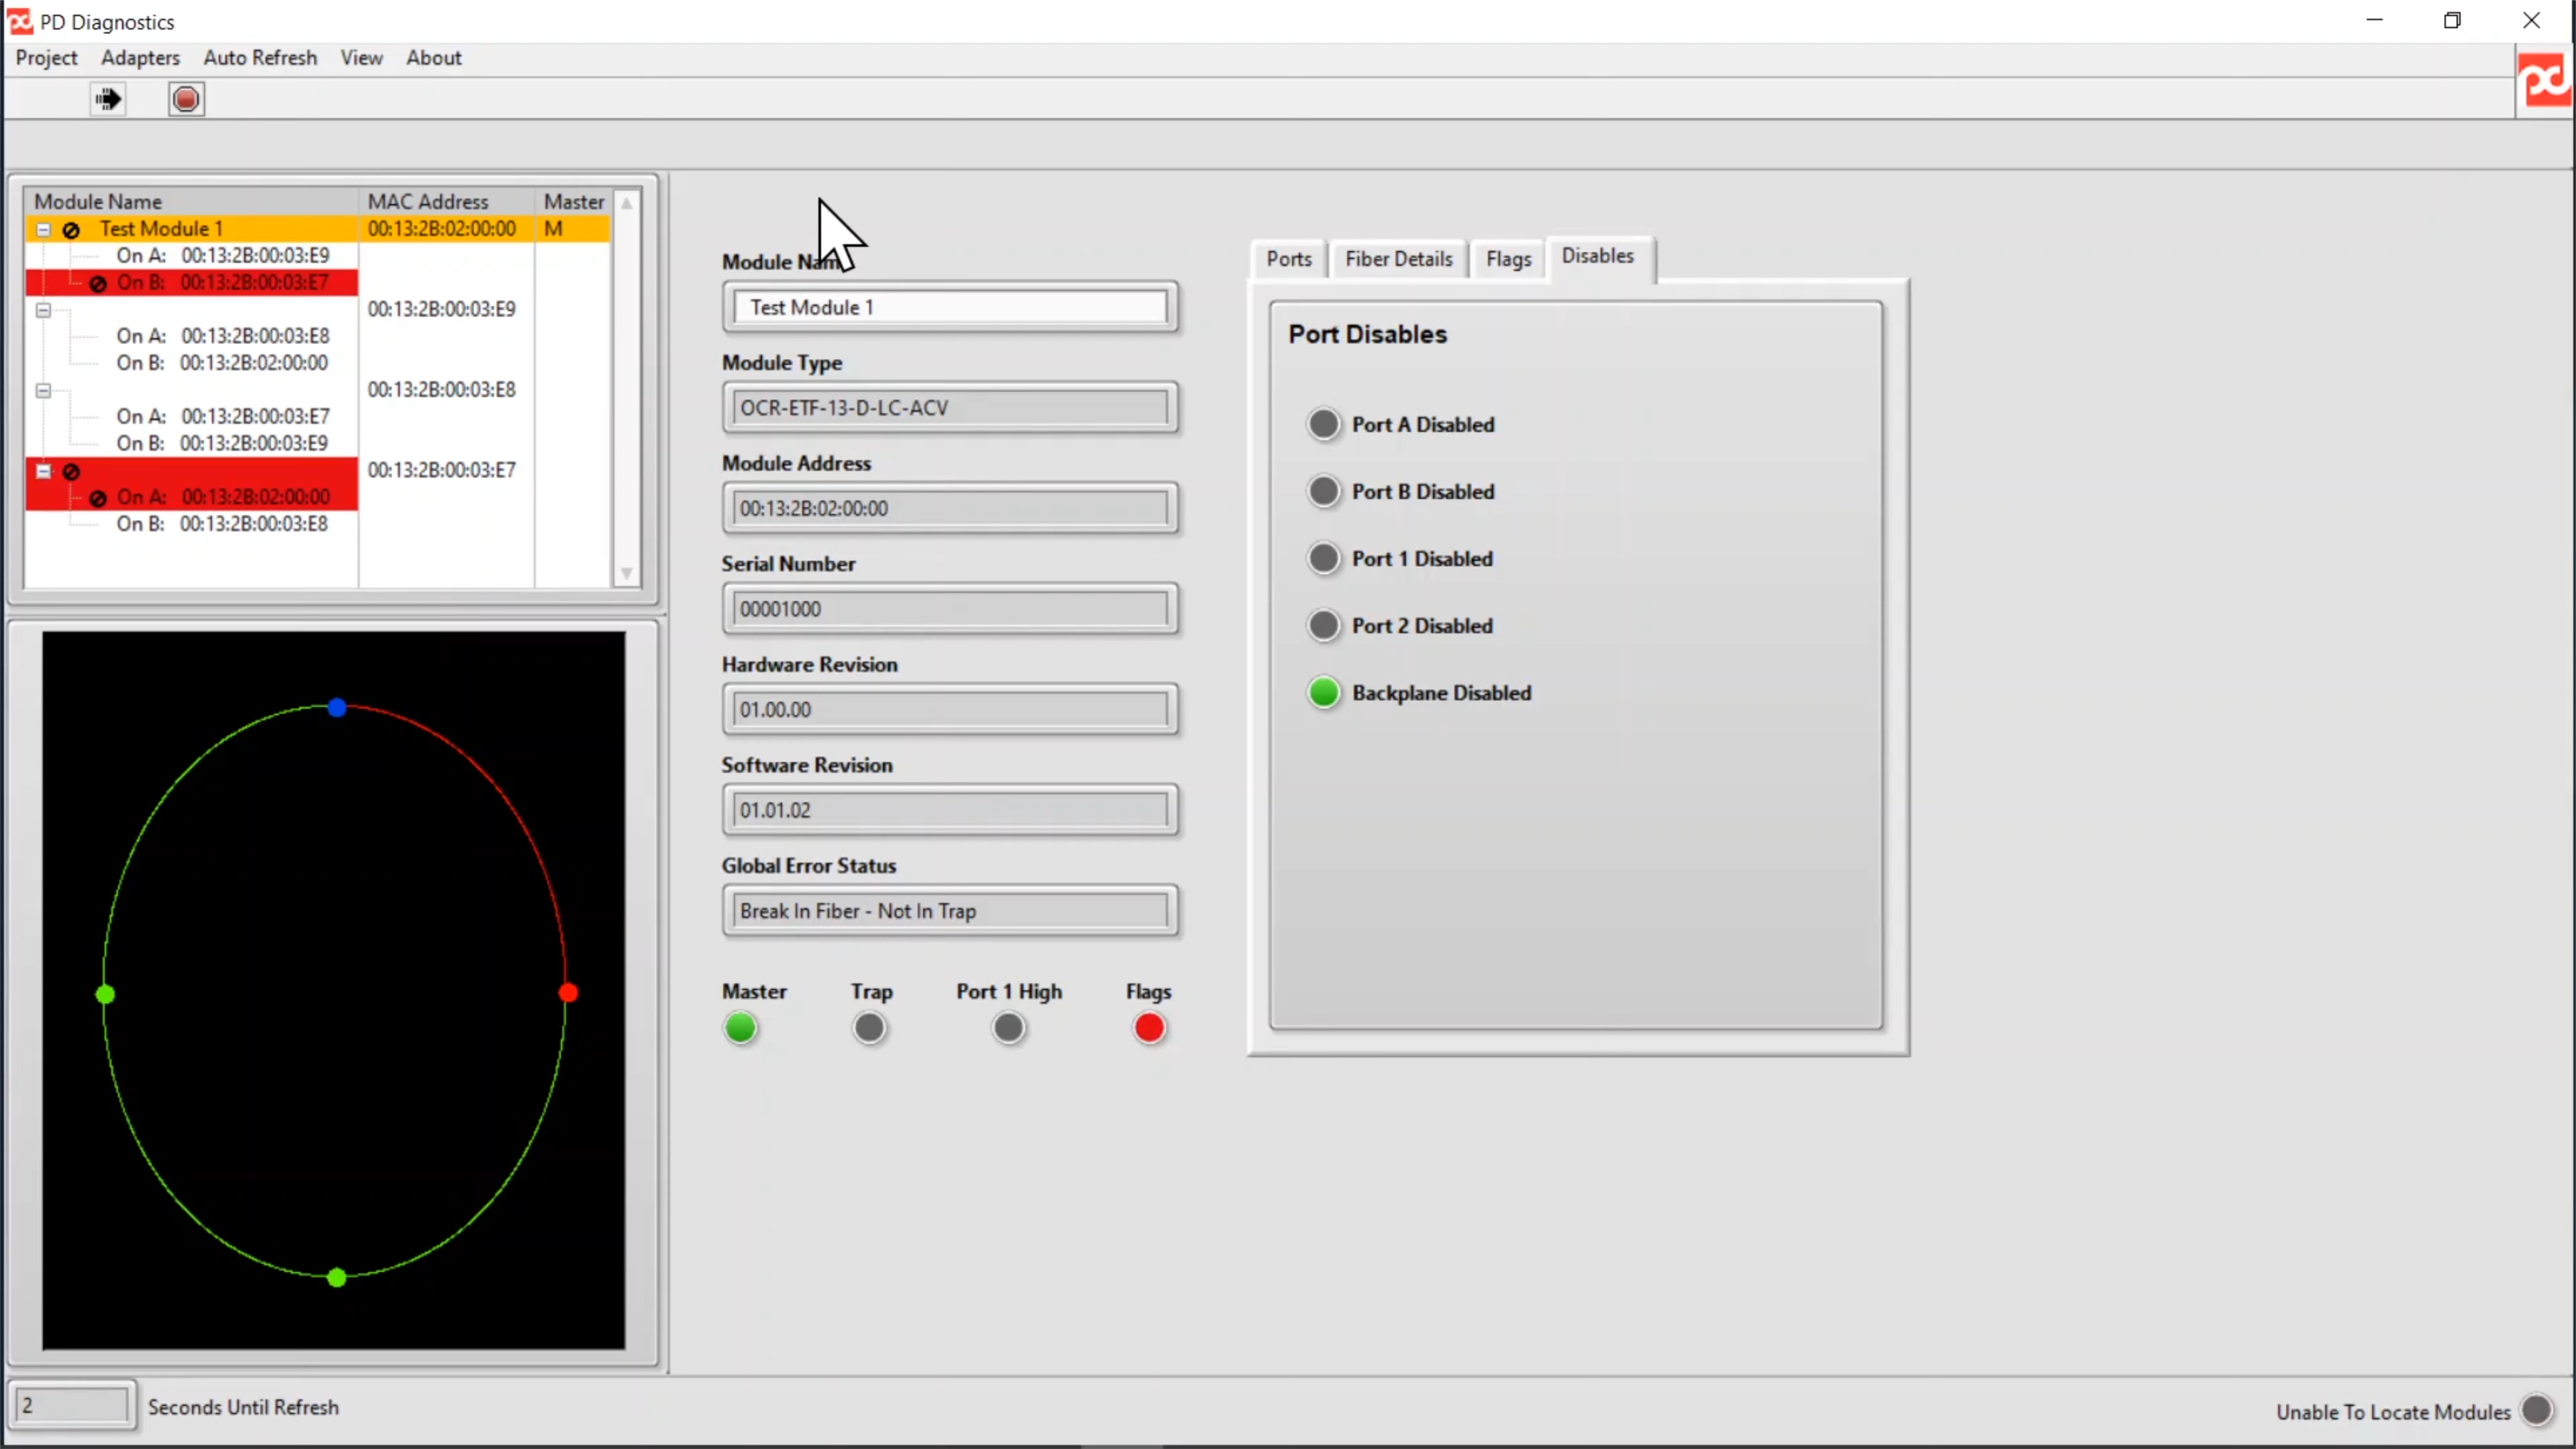 PD Diagnostics
Project Adapters Auto Refresh View About
Module Name MAC Address Master
Test Module 1 00:13:2B:02:00:00 M
On A: 00:13:2B:00:03:E9
On B: 00:13:2B:00:03:E7
00:13:2B:00:03:E9
On A: 00:13:2B:00:03:E8
On B: 00:13:2B:02:00:00
00:13:2B:00:03:E8
On A: 00:13:2B:00:03:E7
On B: 00:13:2B:00:03:E9
00:13:2B:00:03:E7
On A: 00:13:2B:02:00:00
On B: 00:13:2B:00:03:E8
Module Name
Test Module 1
Module Type
OCR-ETF-13-D-LC-ACV
Module Address
00:13:2B:02:00:00
Serial Number
00001000
Hardware Revision
01.00.00
Software Revision
01.01.02
Global Error Status
Break In Fiber - Not In Trap
Master Trap Port 1 High Flags
Ports Fiber Details Flags Disables
Port Disables
Port A Disabled
Port B Disabled
Port 1 Disabled
Port 2 Disabled
Backplane Disabled
2 Seconds Until Refresh
Unable To Locate Modules